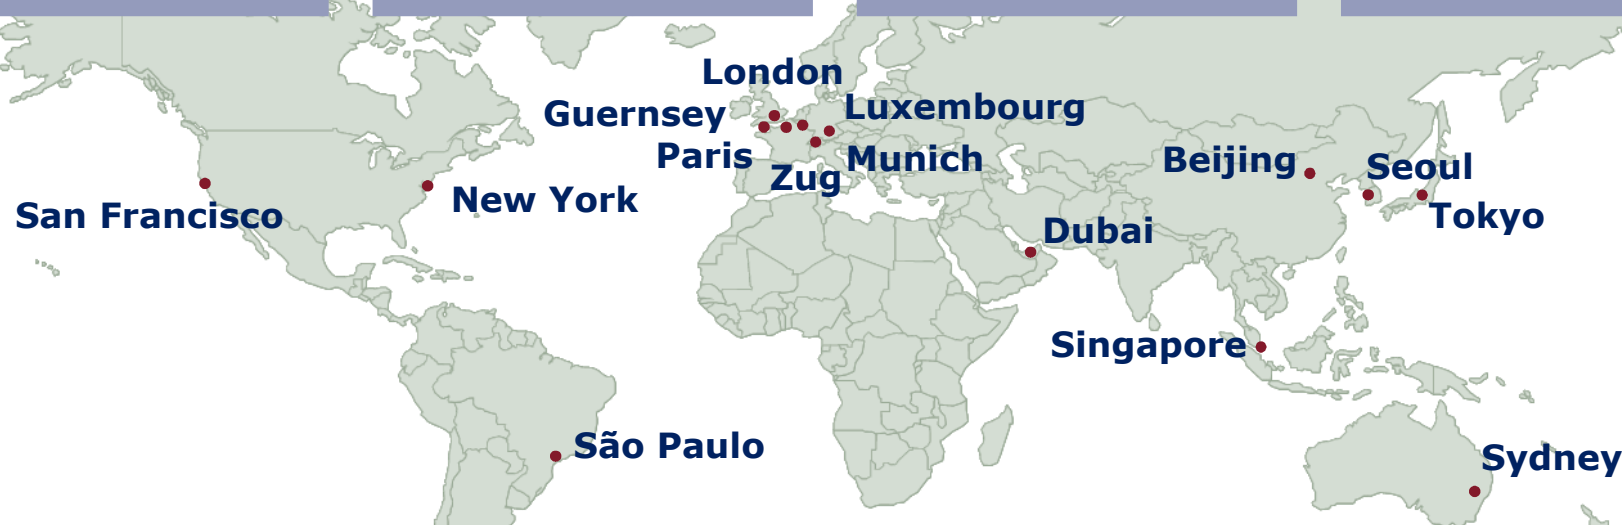 London
Guernsey
Luxembourg
Paris
Munich
Zug
Beijing
Seoul
San Francisco
New York
Tokyo
Dubai
Singapore
São Paulo
Sydney